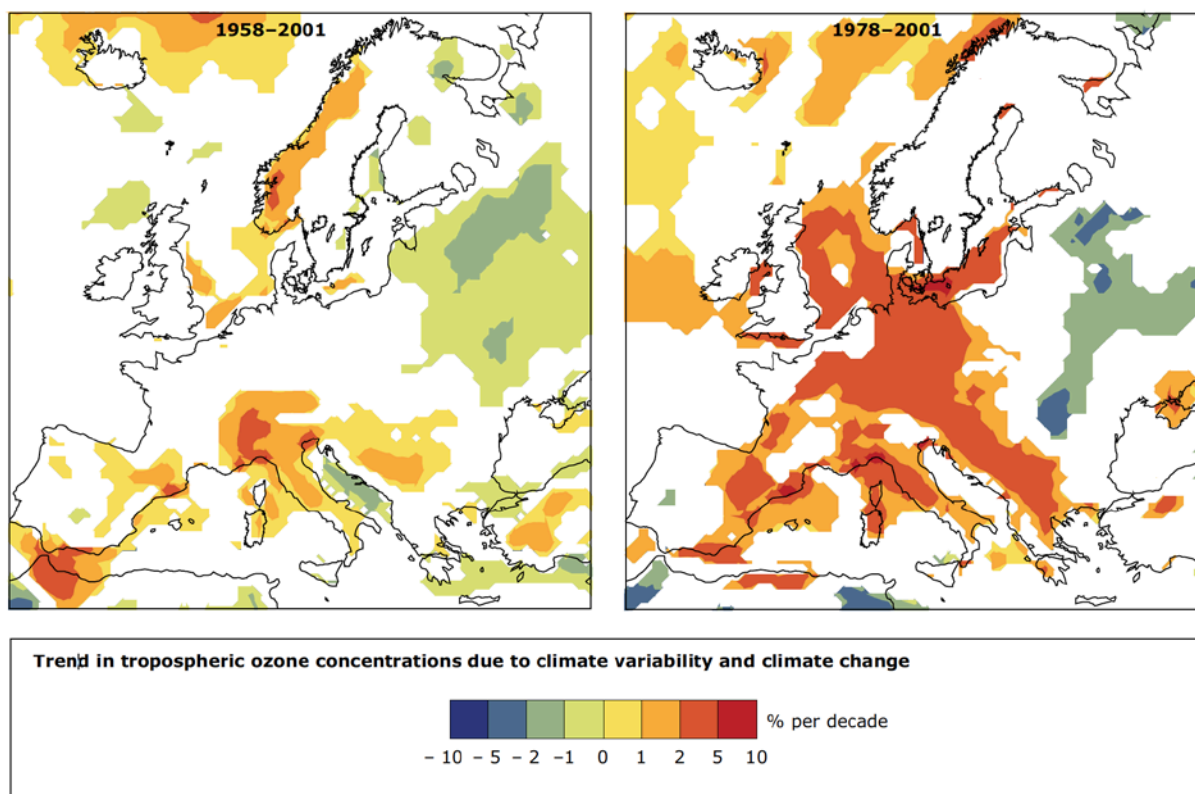 1958–2001
1978–2001
Trend in tropospheric ozone concentrations due to climate variability and climate change
% per decade
– 10 – 5 – 2 –1 0 1 2 5 10